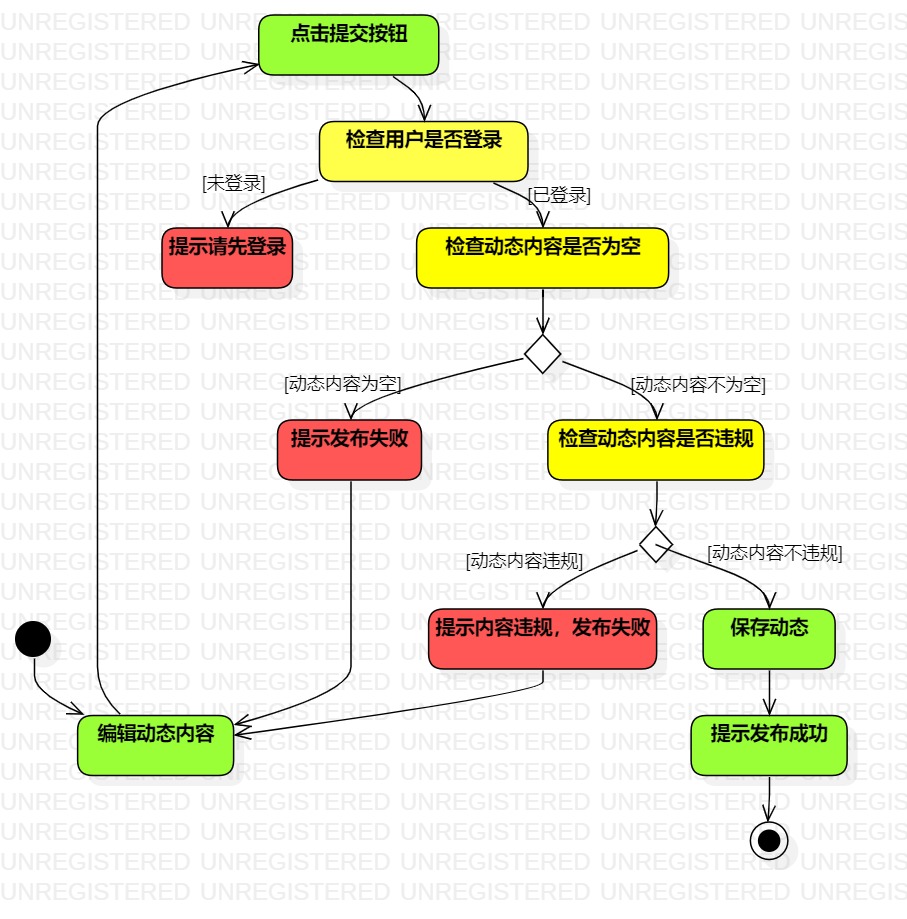 点击提交按钮
检查用户是否登录
[未登录]
[已登录]
提示请先登录
检查动态内容是否为空
[动态内容为空]
[动态内容不为空]
提示发布失败
检查动态内容是否违规
[动态内容违规]
[动态内容不违规]
提示内容违规，发布失败
保存动态
编辑动态内容
提示发布成功
UNREGISTERED